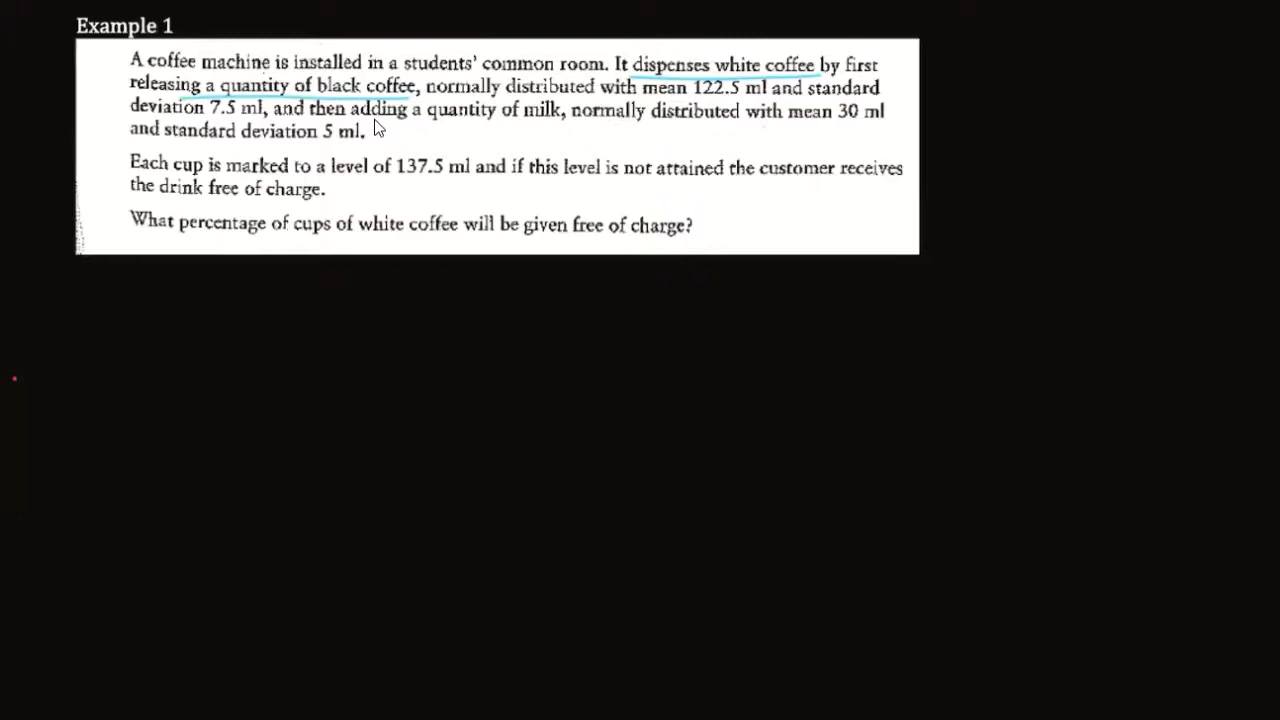 Example 1
A coffee machine is installed in a students' common room. It dispenses white coffee by first
releasing a quantity of black coffee, normally distributed with mean 122.5 ml and standard
deviation 7.5 ml, and then adding a quantity of milk, normally distributed with mean 30 ml
and standard deviation 5 ml.
Each cup is marked to a level of 137.5 ml and if this level is not attained the customer receives
the drink free of charge.
What percentage of cups of white coffee will be given free of charge?